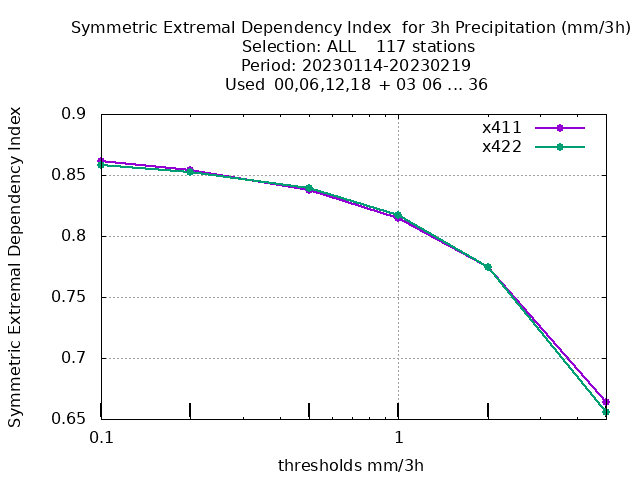 Symmetric Extremal Dependency Index  for 3h Precipitation (mm/3h)
Selection: ALL    117 stations
Period: 20230114-20230219
Used  00,06,12,18  + 03 06 ... 36
Symmetric Extremal Dependency Index
0.9
0.85
0.8
0.75
0.7
0.65
x411
x422
0.1
1
thresholds mm/3h